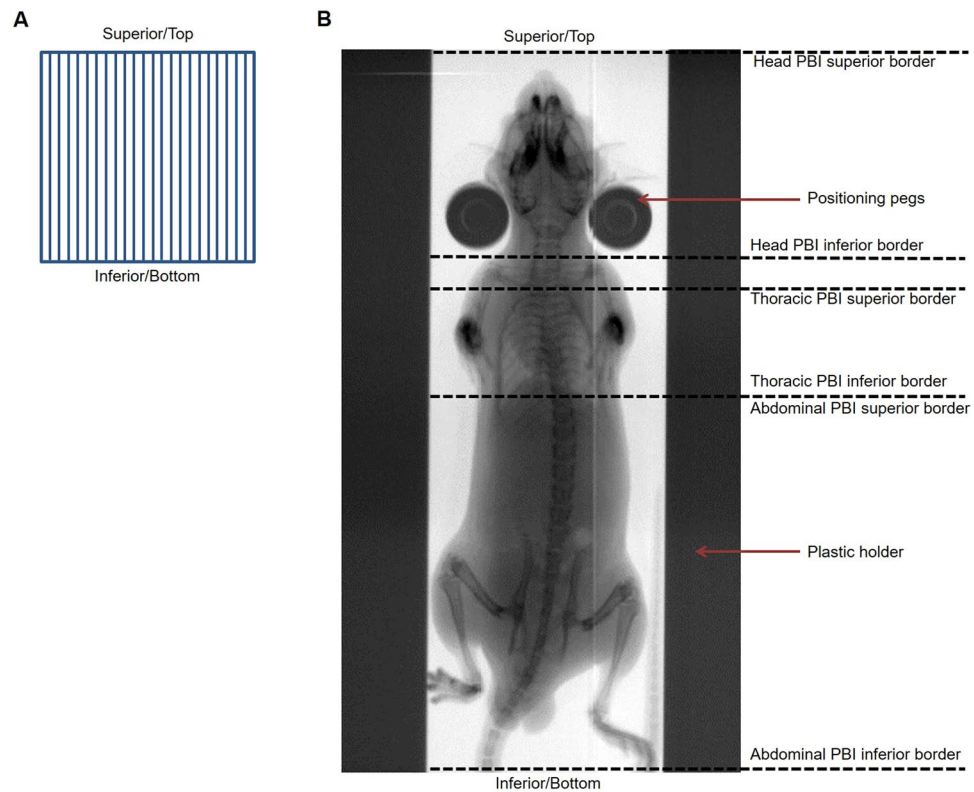 A
Superior/Top
Inferior/Bottom
B
Superior/Top
Head PBI superior border
Positioning pegs
Head PBI inferior border
Thoracic PBI superior border
Thoracic PBI inferior border
Abdominal PBI superior border
Plastic holder
Abdominal PBI inferior border
Inferior/Bottom